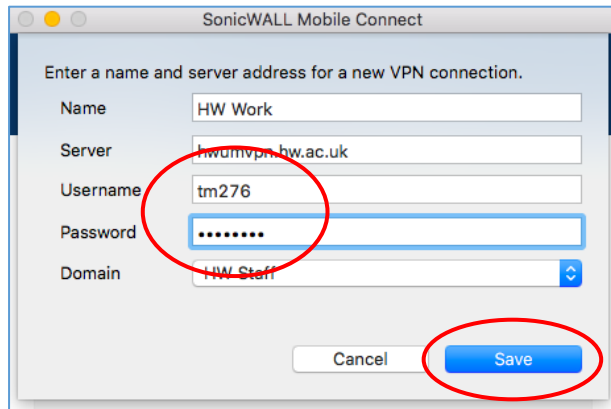 SonicWALL Mobile Connect
Enter a name and server address for a new VPN connection.
Name HW Work
Server hwumvpn.hw.ac.uk
Username tm276
Password ••••••••
Domain HW Staff
Cancel Save